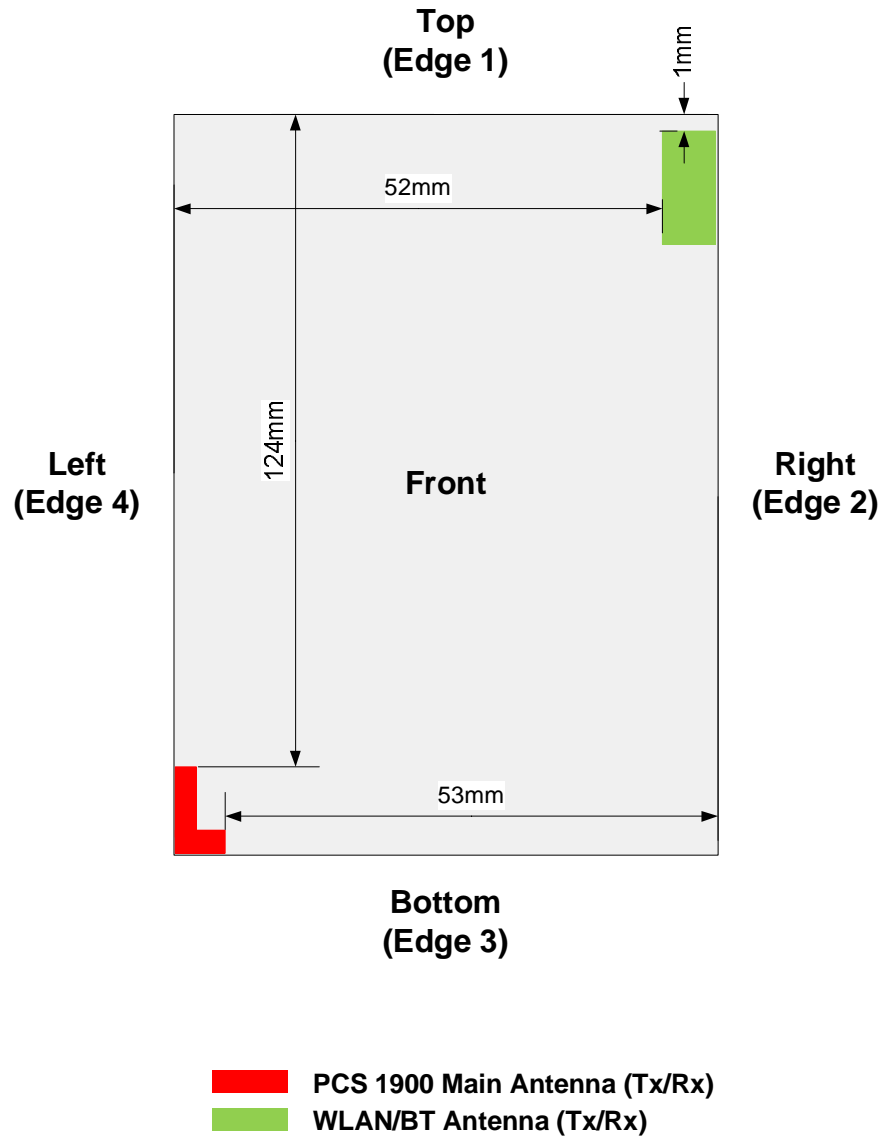 Top
(Edge 1)
1mm
52mm
124mm
Left
(Edge 4)
Front
Right
(Edge 2)
53mm
Bottom
(Edge 3)
PCS 1900 Main Antenna (Tx/Rx)
WLAN/BT Antenna (Tx/Rx)